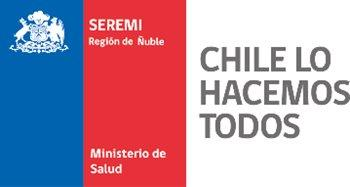 SEREMI
Región de Ñuble
Ministerio de
Salud
CHILE LO
HACEMOS
TODOS